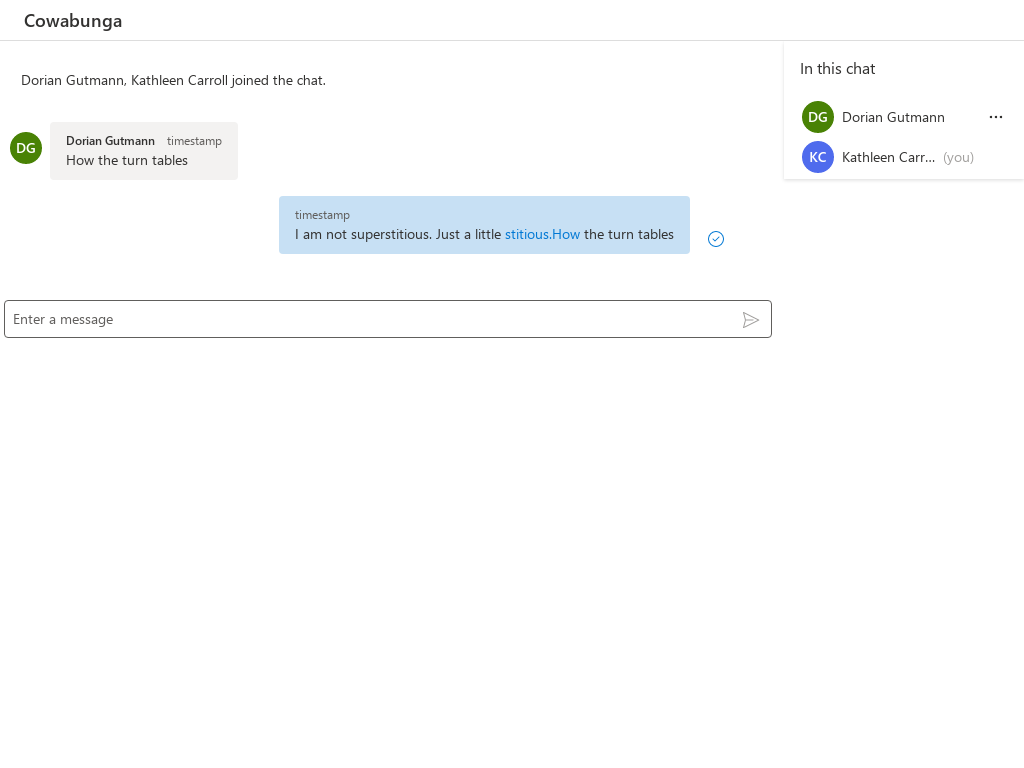 Cowabunga
Dorian Gutmann, Kathleen Carroll joined the chat.
DG
Dorian Gutmann timestamp
How the turn tables
timestamp
I am not superstitious. Just a little stitious.How the turn tables
Enter a message
In this chat
DG Dorian Gutmann
KC Kathleen Carr... (you)